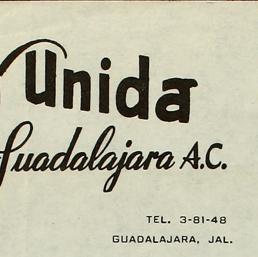 Unida
Guadalajara A.C.
TEL. 3-81-48
GUADALAJARA, JAL.